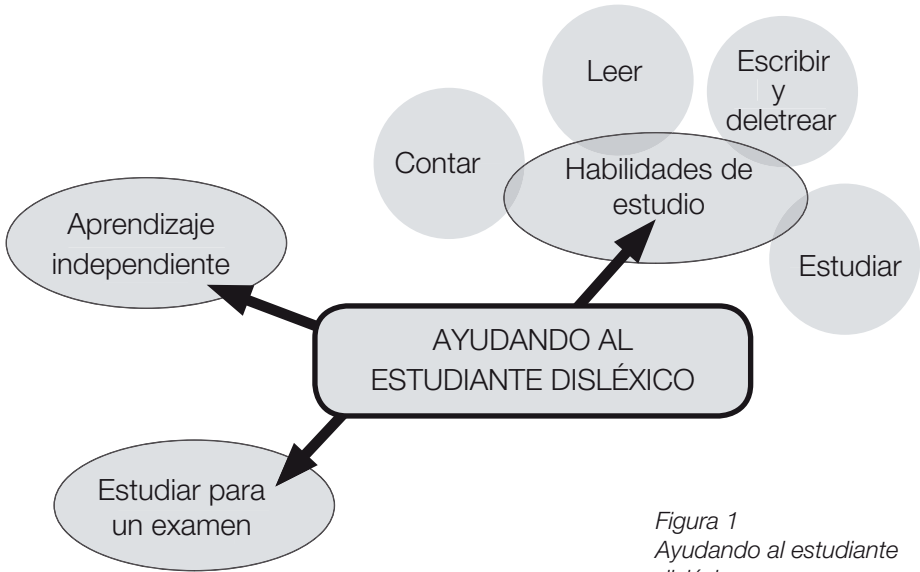 Leer
Escribir
y
deletrear
Contar
Habilidades de
estudio
Estudiar
Aprendizaje
independiente
AYUDANDO AL
ESTUDIANTE DISLÉXICO
Estudiar para
un examen
Figura 1
Ayudando al estudiante